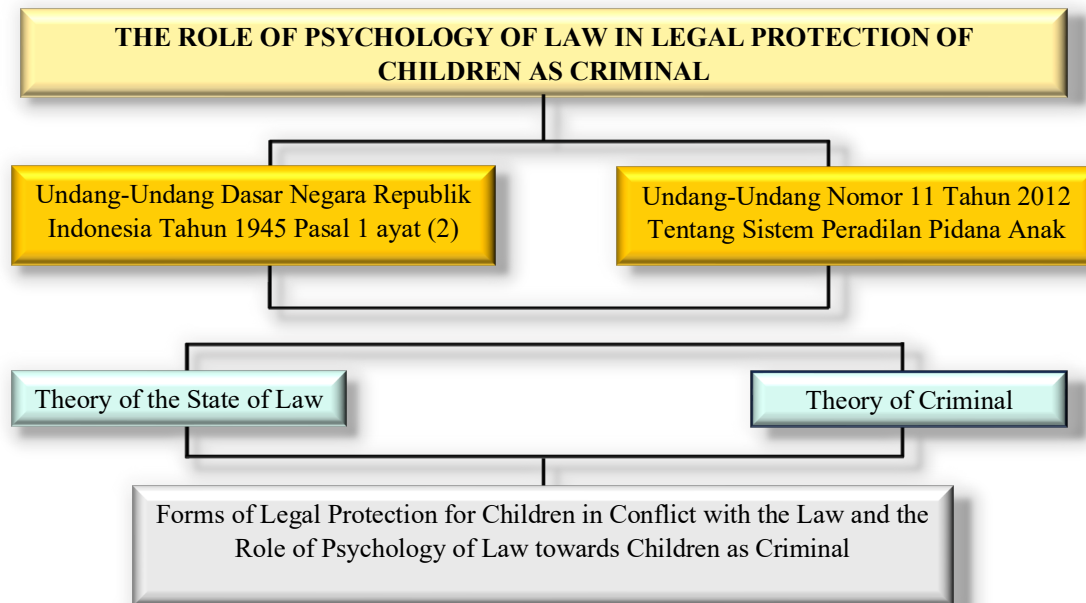 THE ROLE OF PSYCHOLOGY OF LAW IN LEGAL PROTECTION OF
CHILDREN AS CRIMINAL
Undang-Undang Dasar Negara Republik
Indonesia Tahun 1945 Pasal 1 ayat (2)
Undang-Undang Nomor 11 Tahun 2012
Tentang Sistem Peradilan Pidana Anak
Theory of the State of Law
Theory of Criminal
Forms of Legal Protection for Children in Conflict with the Law and the
Role of Psychology of Law towards Children as Criminal